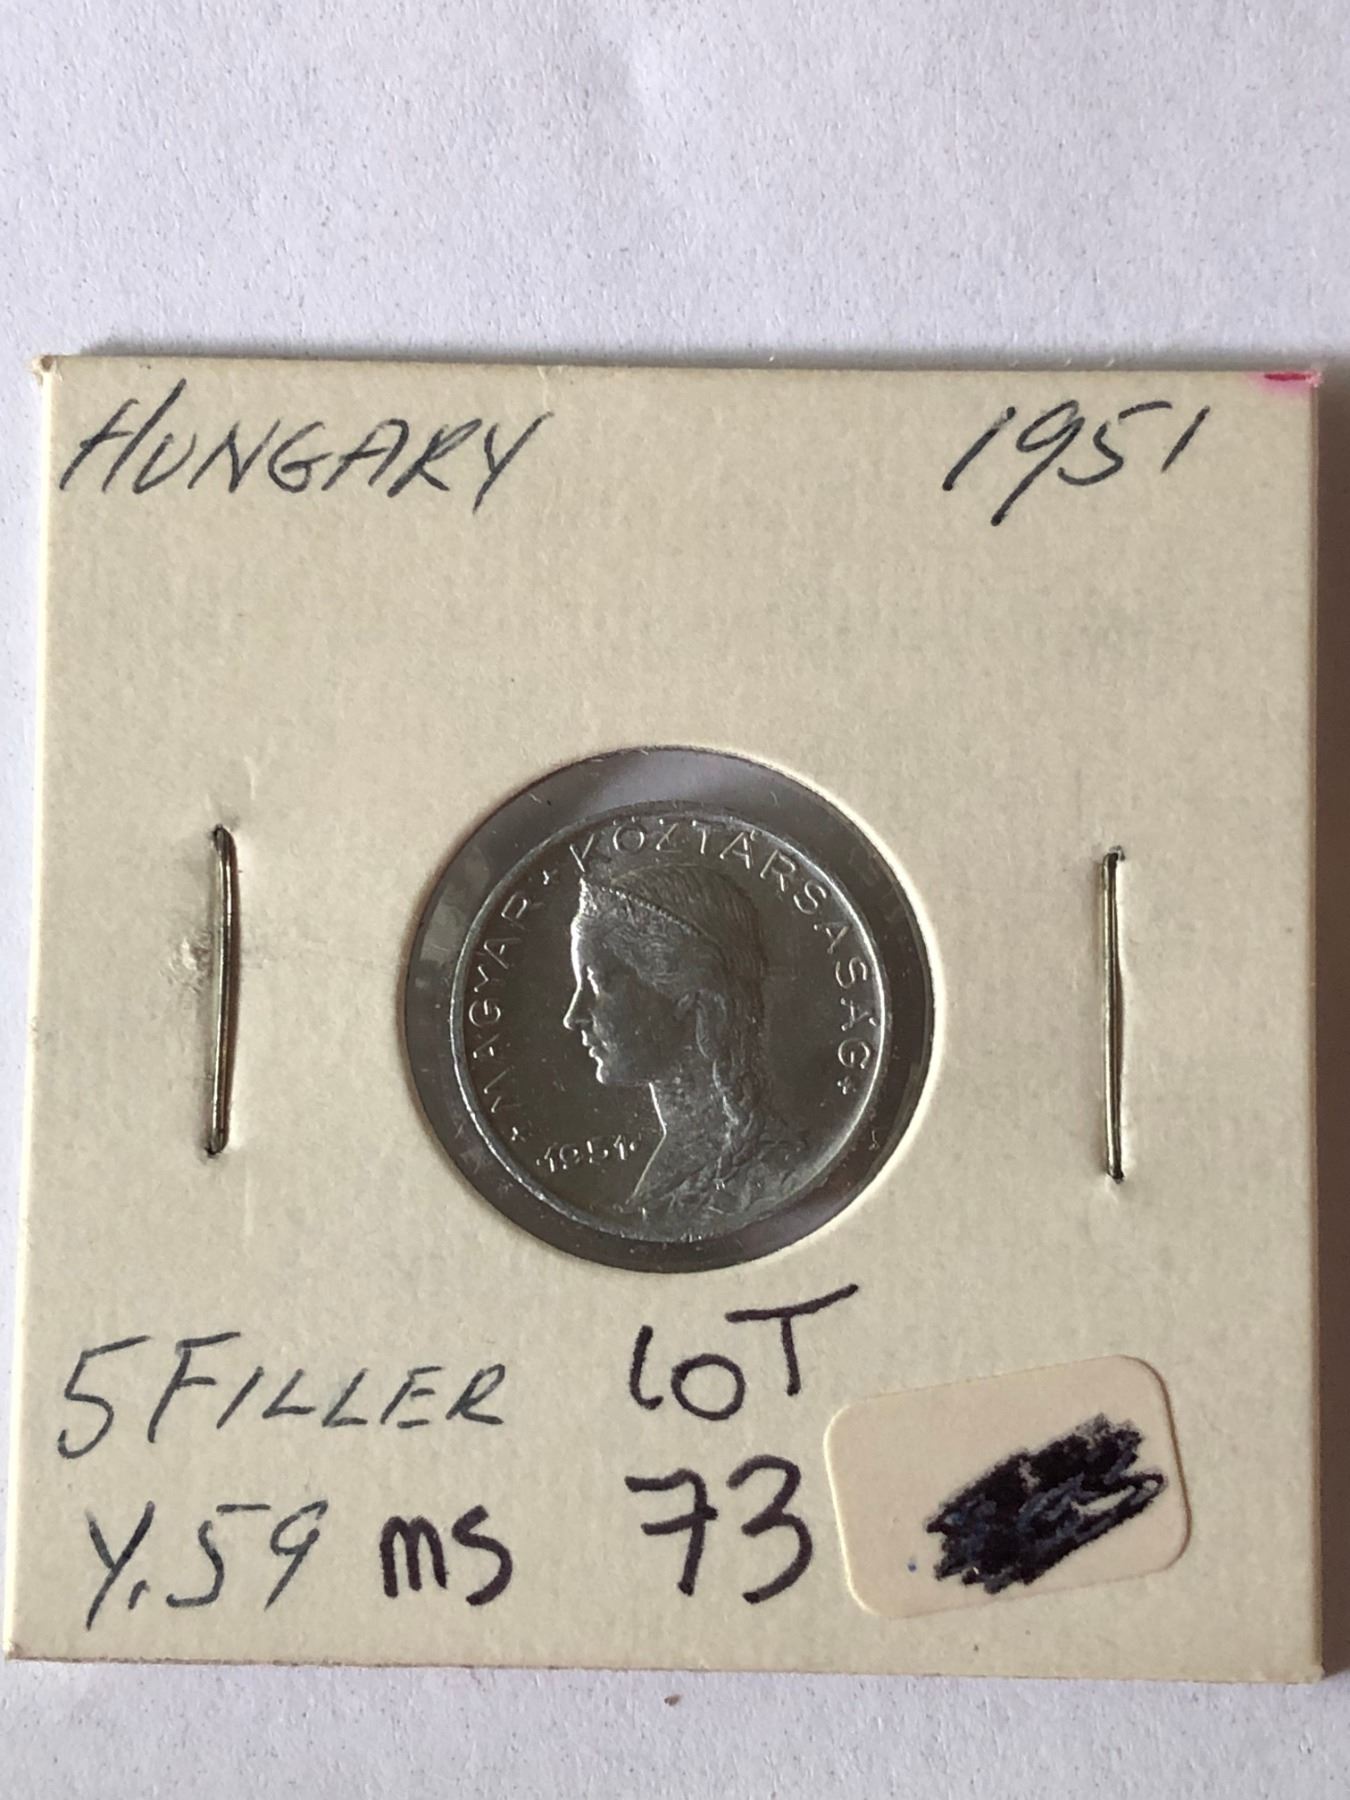 HUNGARY 1951
MAGYAR KÖZTÁRSASÁG
1951
5 FILLER LOT
Y.59 MS 73